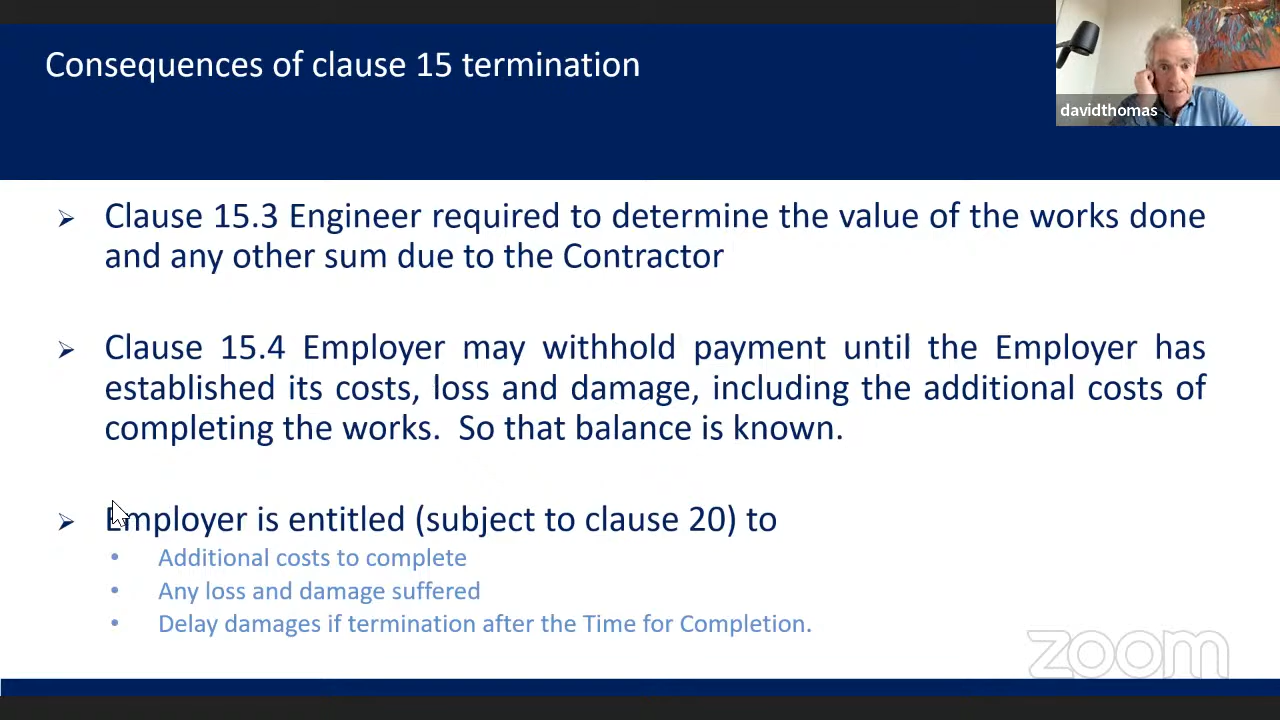 Consequences of clause 15 termination
davidthomas
Clause 15.3 Engineer required to determine the value of the works done
and any other sum due to the Contractor
Clause 15.4 Employer may withhold payment until the Employer has
established its costs, loss and damage, including the additional costs of
completing the works. So that balance is known.
Employer is entitled (subject to clause 20) to
Additional costs to complete
Any loss and damage suffered
Delay damages if termination after the Time for Completion.
zoom